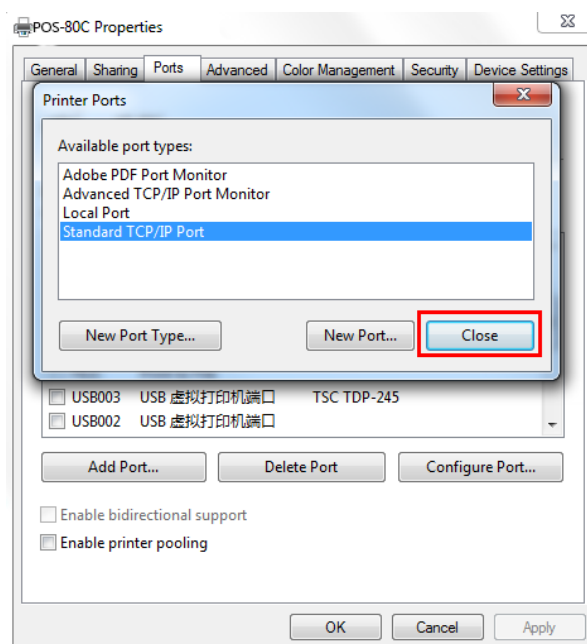 POS-80C Properties
General Sharing Ports Advanced Color Management Security Device Settings
Printer Ports
Available port types:
Adobe PDF Port Monitor
Advanced TCP/IP Port Monitor
Local Port
Standard TCP/IP Port
New Port Type... New Port... Close
USB003 USB 虚拟打印机端口 TSC TDP-245
USB002 USB 虚拟打印机端口
Add Port... Delete Port Configure Port...
Enable bidirectional support
Enable printer pooling
OK Cancel Apply